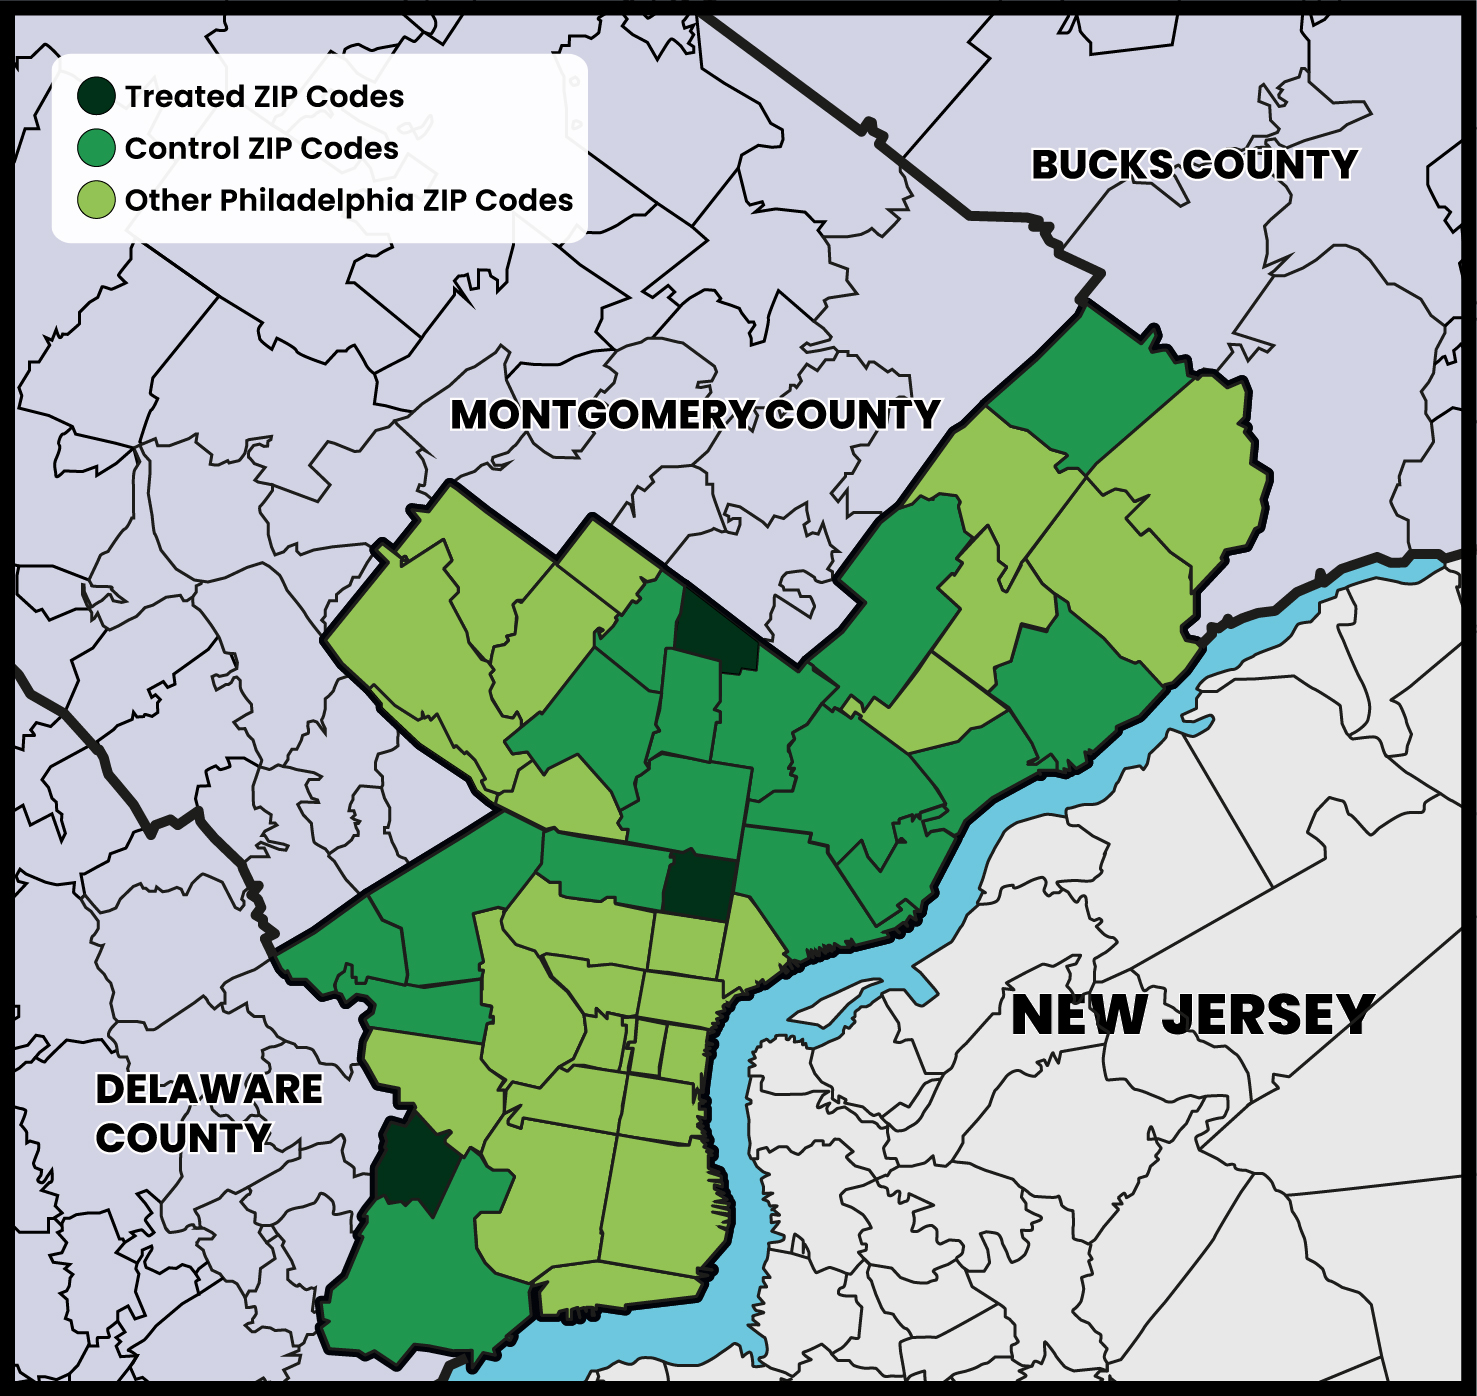 Treated ZIP Codes
Control ZIP Codes
Other Philadelphia ZIP Codes
BUCKS COUNTY
MONTGOMERY COUNTY
NEW JERSEY
DELAWARE
COUNTY